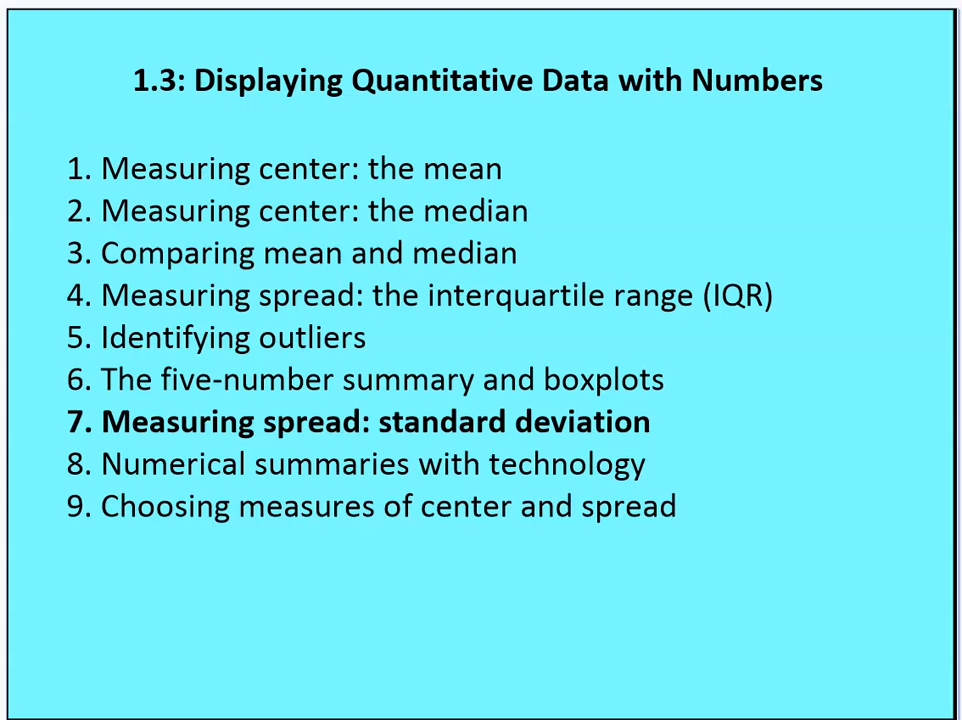 1.3: Displaying Quantitative Data with Numbers
1. Measuring center: the mean
2. Measuring center: the median
3. Comparing mean and median
4. Measuring spread: the interquartile range (IQR)
5. Identifying outliers
6. The five-number summary and boxplots
7. Measuring spread: standard deviation
8. Numerical summaries with technology
9. Choosing measures of center and spread